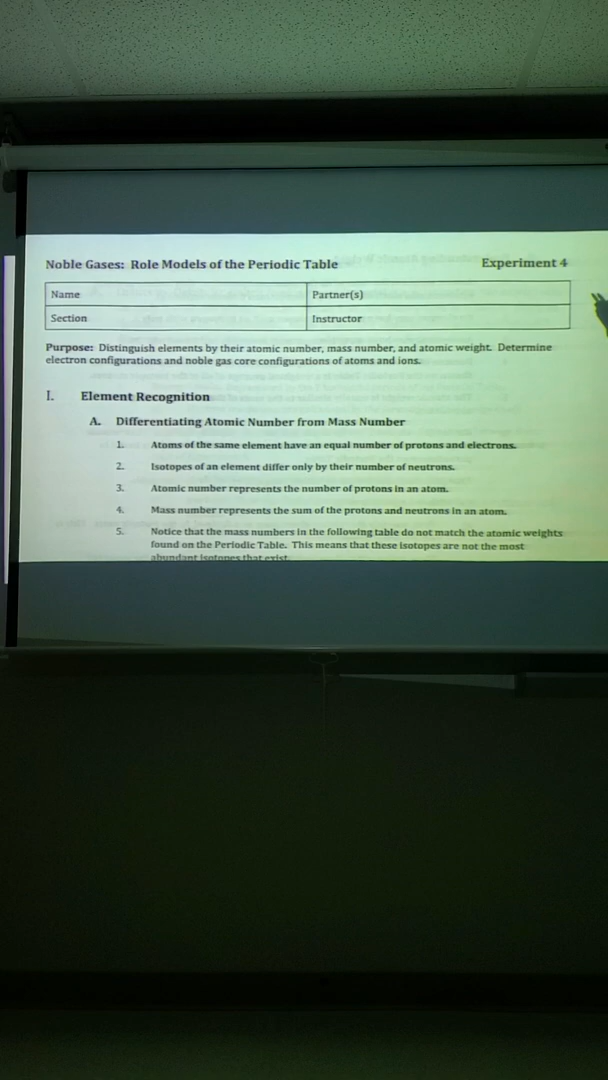 Noble Gases: Role Models of the Periodic Table Experiment 4
Name Partner(s)
Section Instructor
Purpose: Distinguish elements by their atomic number, mass number, and atomic weight. Determine
electron configurations and noble gas core configurations of atoms and ions.
I. Element Recognition
A. Differentiating Atomic Number from Mass Number
1. Atoms of the same element have an equal number of protons and electrons.
2. Isotopes of an element differ only by their number of neutrons.
3. Atomic number represents the number of protons in an atom.
4. Mass number represents the sum of the protons and neutrons in an atom.
5. Notice that the mass numbers in the following table do not match the atomic weights
found on the Periodic Table. This means that these isotopes are not the most
abundant isotopes that exist.